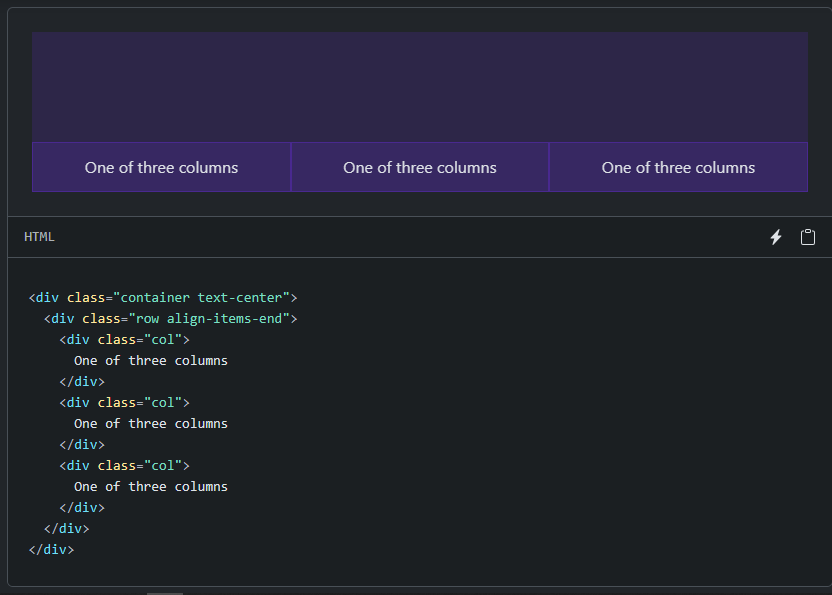 One of three columns One of three columns One of three columns
HTML
<div class="container text-center">
  <div class="row align-items-end">
    <div class="col">
      One of three columns
    </div>
    <div class="col">
      One of three columns
    </div>
    <div class="col">
      One of three columns
    </div>
  </div>
</div>